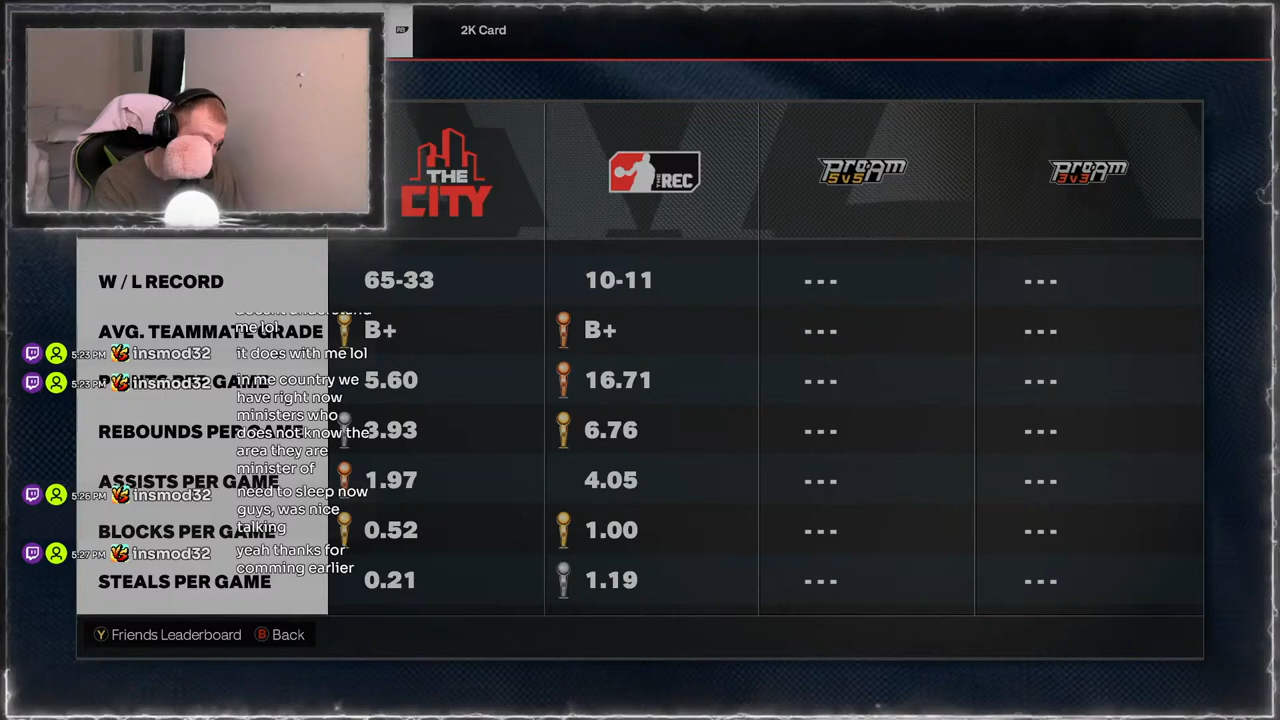 2K Card
THE CITY
THE REC
PRO-AM 5V5
PRO-AM 3V3
W / L RECORD 65-33 10-11 --- ---
AVG. TEAMMATE GRADE B+ B+ --- ---
PER GAME 5.60 16.71 --- ---
REBOUNDS PER 3.93 6.76 --- ---
ASSISTS PER GAME 1.97 4.05 --- ---
BLOCKS PER GAME 0.52 1.00 --- ---
STEALS PER GAME 0.21 1.19 --- ---
me lol
5:23 PM insmod32 it does with me lol
5:23 PM insmod32 in me country we
have right now
ministers who
does not know the
area they are
minister of
5:26 PM insmod32 need to sleep now
guys, was nice
talking
5:27 PM insmod32 yeah thanks for
comming earlier
Y Friends Leaderboard B Back